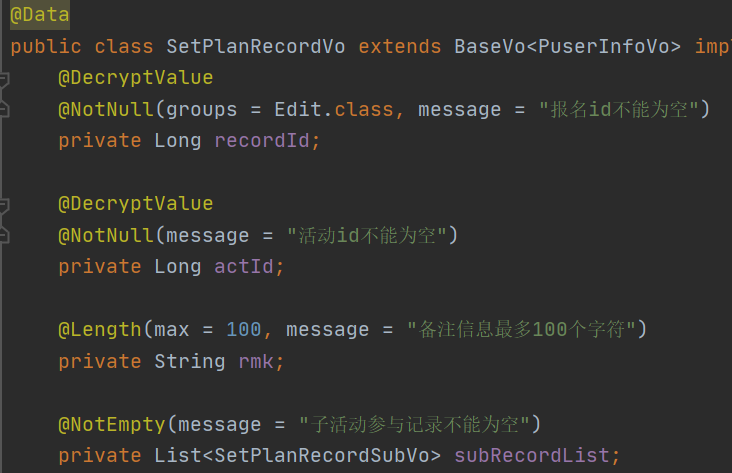 @Data
public class SetPlanRecordVo extends BaseVo<PuserInfoVo> imp
@DecryptValue
@NotNull(groups = Edit.class, message = "报名id不能为空")
private Long recordId;
@DecryptValue
@NotNull(message = "活动id不能为空")
private Long actId;
@Length(max = 100, message = "备注信息最多100个字符")
private String rmk;
@NotEmpty(message = "子活动参与记录不能为空")
private List<SetPlanRecordSubVo> subRecordList;